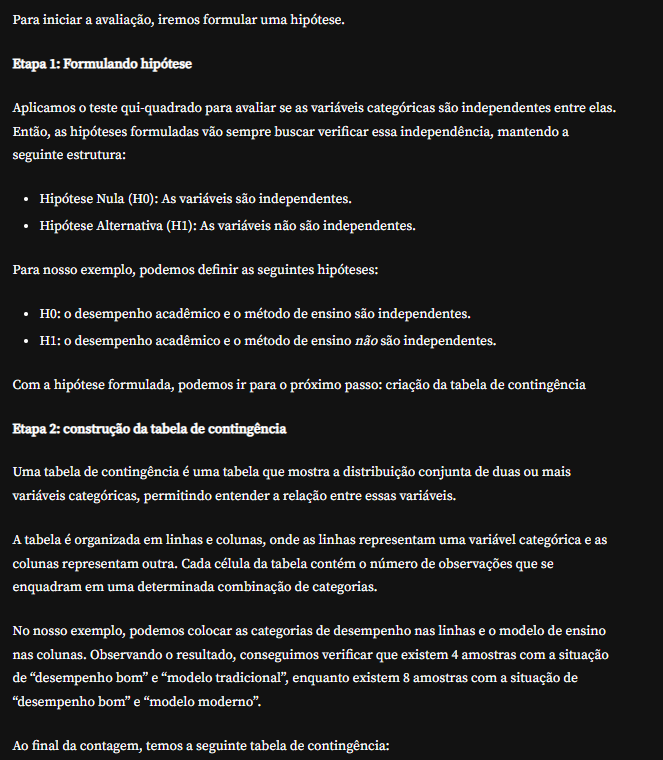 Para iniciar a avaliação, iremos formular uma hipótese.
Etapa 1: Formulando hipótese
Aplicamos o teste qui-quadrado para avaliar se as variáveis categóricas são independentes entre elas.
Então, as hipóteses formuladas vão sempre buscar verificar essa independência, mantendo a
seguinte estrutura:
• Hipótese Nula (H0): As variáveis são independentes.
• Hipótese Alternativa (H1): As variáveis não são independentes.
Para nosso exemplo, podemos definir as seguintes hipóteses:
• H0: o desempenho acadêmico e o método de ensino são independentes.
• H1: o desempenho acadêmico e o método de ensino não são independentes.
Com a hipótese formulada, podemos ir para o próximo passo: criação da tabela de contingência
Etapa 2: construção da tabela de contingência
Uma tabela de contingência é uma tabela que mostra a distribuição conjunta de duas ou mais
variáveis categóricas, permitindo entender a relação entre essas variáveis.
A tabela é organizada em linhas e colunas, onde as linhas representam uma variável categórica e as
colunas representam outra. Cada célula da tabela contém o número de observações que se
enquadram em uma determinada combinação de categorias.
No nosso exemplo, podemos colocar as categorias de desempenho nas linhas e o modelo de ensino
nas colunas. Observando o resultado, conseguimos verificar que existem 4 amostras com a situação
de “desempenho bom” e “modelo tradicional”, enquanto existem 8 amostras com a situação de
“desempenho bom” e “modelo moderno”.
Ao final da contagem, temos a seguinte tabela de contingência: